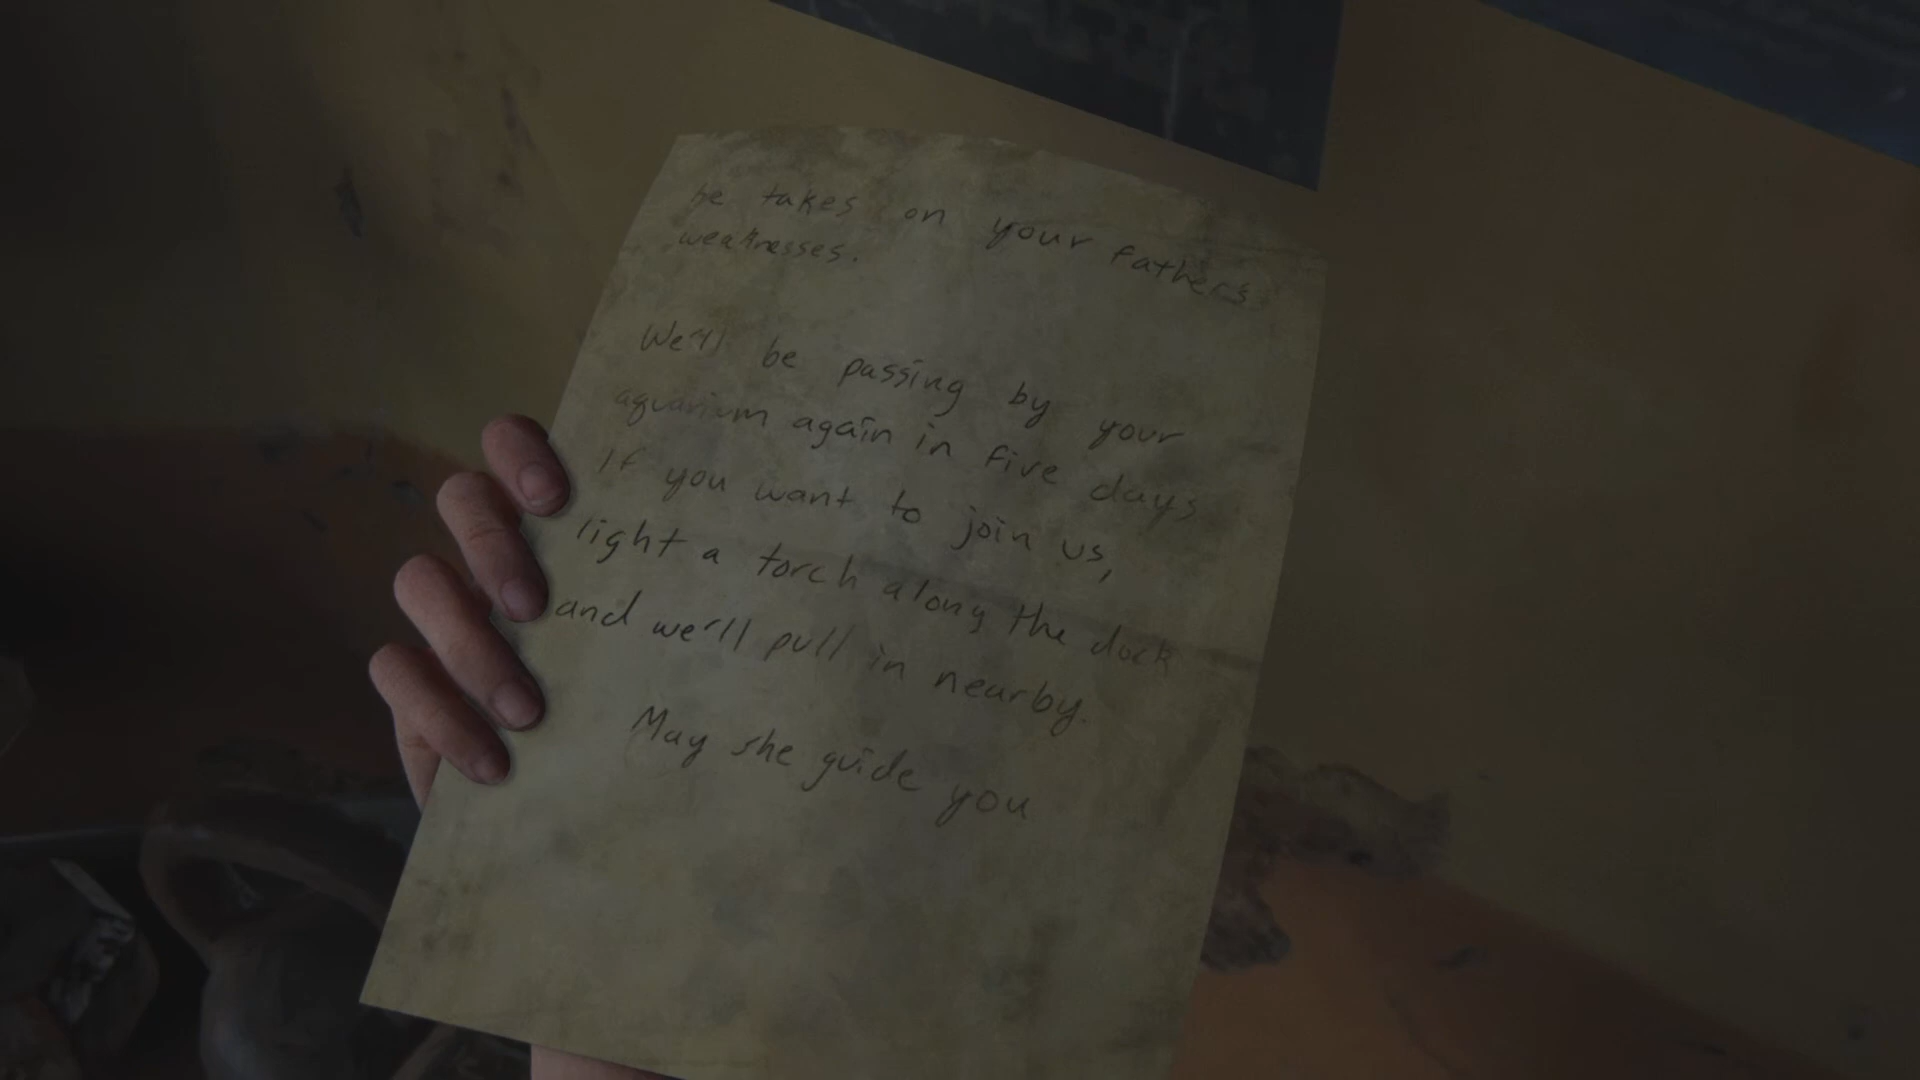 he takes on your fathers
weaknesses.
We'll be passing by your
aquarium again in five days
If you want to join us,
light a torch along the dock
and we'll pull in nearby.
May she guide you